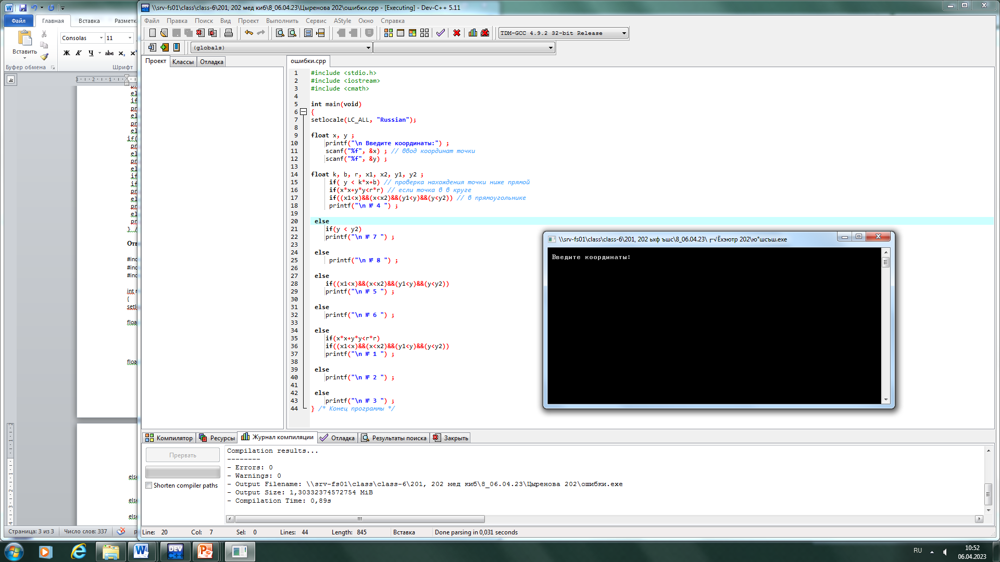 \\srv-fs01\class\class-6\201, 202 мед киб\8_06.04.23\Цыренова 202\ошибки.cpp - [Executing] - Dev-C++ 5.11
Файл Главная Вставка Разметк
Файл Правка Поиск Вид Проект Выполнить Сервис AStyle Окно Справка
Вставить
Consolas 11
Ж К Ч abc x₂ x²
Буфер обмена Шрифт
TDM-GCC 4.9.2 32-bit Release
(globals)
Проект Классы Отладка
ошибки.cpp
1 #include <stdio.h>
2 #include <iostream>
3 #include <cmath>
4
5 int main(void)
6 {
7 setlocale(LC_ALL, "Russian");
8
9 float x, y ;
10 printf("\n Введите координаты:") ;
11 scanf("%f", &x) ; // ввод координат точки
12 scanf("%f", &y) ;
13
14 float k, b, r, x1, x2, y1, y2 ;
15 if( y < k*x+b) // проверка нахождения точки ниже прямой
16 if(x*x+y*y<r*r) // если точка в в круге
17 if((x1<x)&&(x<x2)&&(y1<y)&&(y<y2)) // в прямоугольнике
18 printf("\n № 4 ") ;
19
20 else
21 if(y < y2)
22 printf("\n № 7 ") ;
23
24 else
25 printf("\n № 8 ") ;
26
27 else
28 if((x1<x)&&(x<x2)&&(y1<y)&&(y<y2))
29 printf("\n № 5 ") ;
30
31 else
32 printf("\n № 6 ") ;
33
34 else
35 if(x*x+y*y<r*r)
36 if((x1<x)&&(x<x2)&&(y1<y)&&(y<y2))
37 printf("\n № 1 ") ;
38
39 else
40 printf("\n № 2 ") ;
41
42 else
43 printf("\n № 3 ") ;
44 } /* Конец программы */
\\srv-fs01\class\class-6\201, 202 ьхф ъшс\8_06.04.23\ ┌√Ёхэютр 202\ю°шсъш.exe
Введите координаты:
Компилятор Ресурсы Журнал компиляции Отладка Результаты поиска Закрыть
Прервать
Shorten compiler paths
Compilation results...
--------
- Errors: 0
- Warnings: 0
- Output Filename: \\srv-fs01\class\class-6\201, 202 мед киб\8_06.04.23\Цыренова 202\ошибки.exe
- Output Size: 1,30332374572754 MiB
- Compilation Time: 0,89s
Страница: 3 из 3 Число слов: 337
Line: 20 Col: 7 Sel: 0 Lines: 44 Length: 845 Вставка Done parsing in 0,031 seconds
RU
10:52
06.04.2023